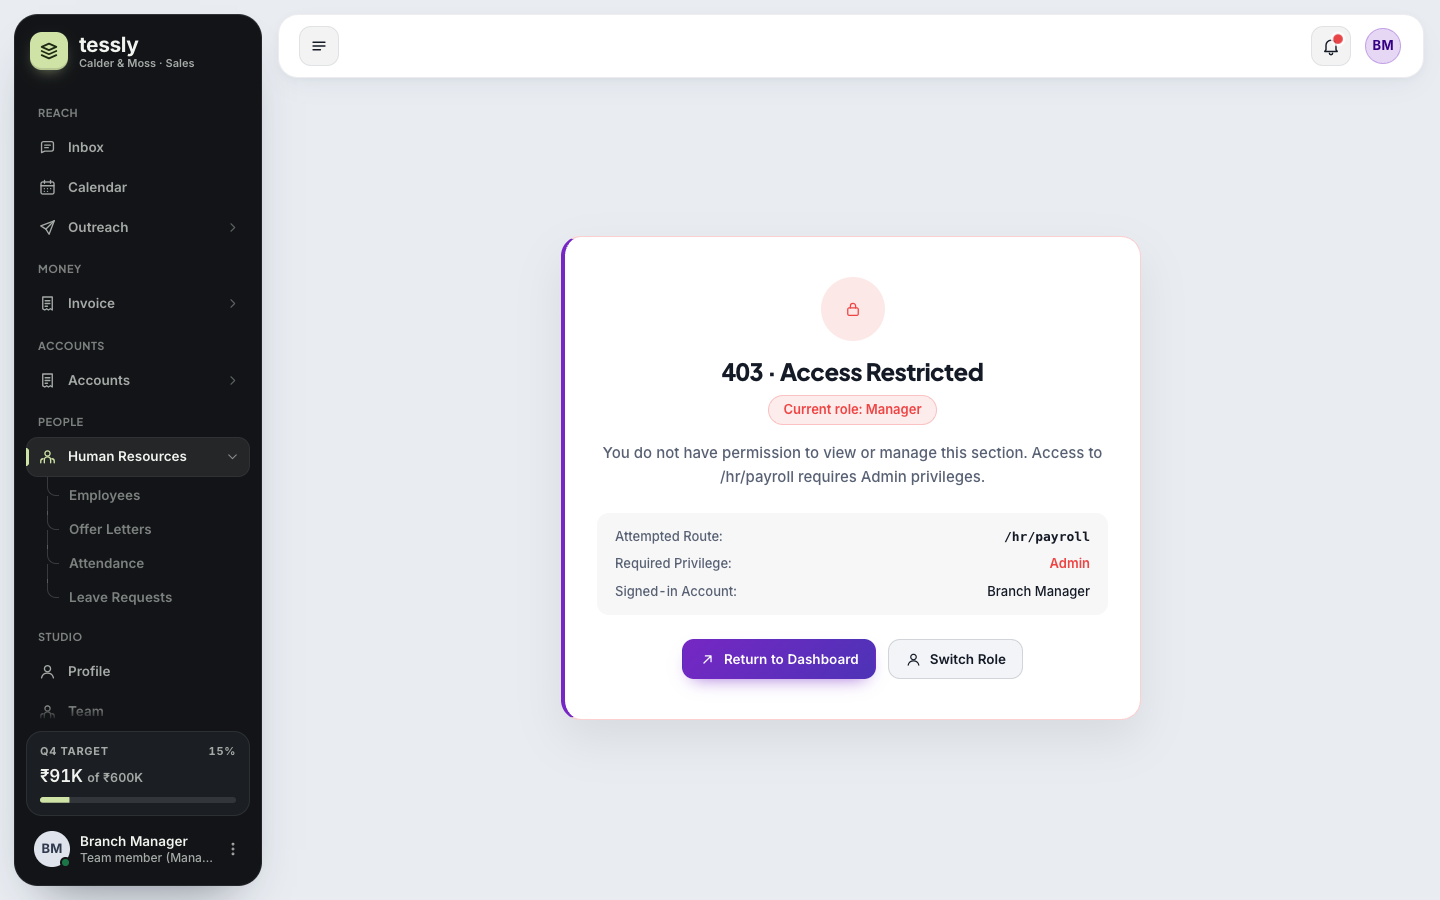 tessly
Calder & Moss · Sales
REACH
Inbox
Calendar
Outreach
MONEY
Invoice
ACCOUNTS
Accounts
PEOPLE
Human Resources
Employees
Offer Letters
Attendance
Leave Requests
STUDIO
Profile
Team
Q4 TARGET 15%
₹91K of ₹600K
BM
Branch Manager
Team member (Mana...
BM
403 · Access Restricted
Current role: Manager
You do not have permission to view or manage this section. Access to
/hr/payroll requires Admin privileges.
Attempted Route: /hr/payroll
Required Privilege: Admin
Signed-in Account: Branch Manager
Return to Dashboard
Switch Role